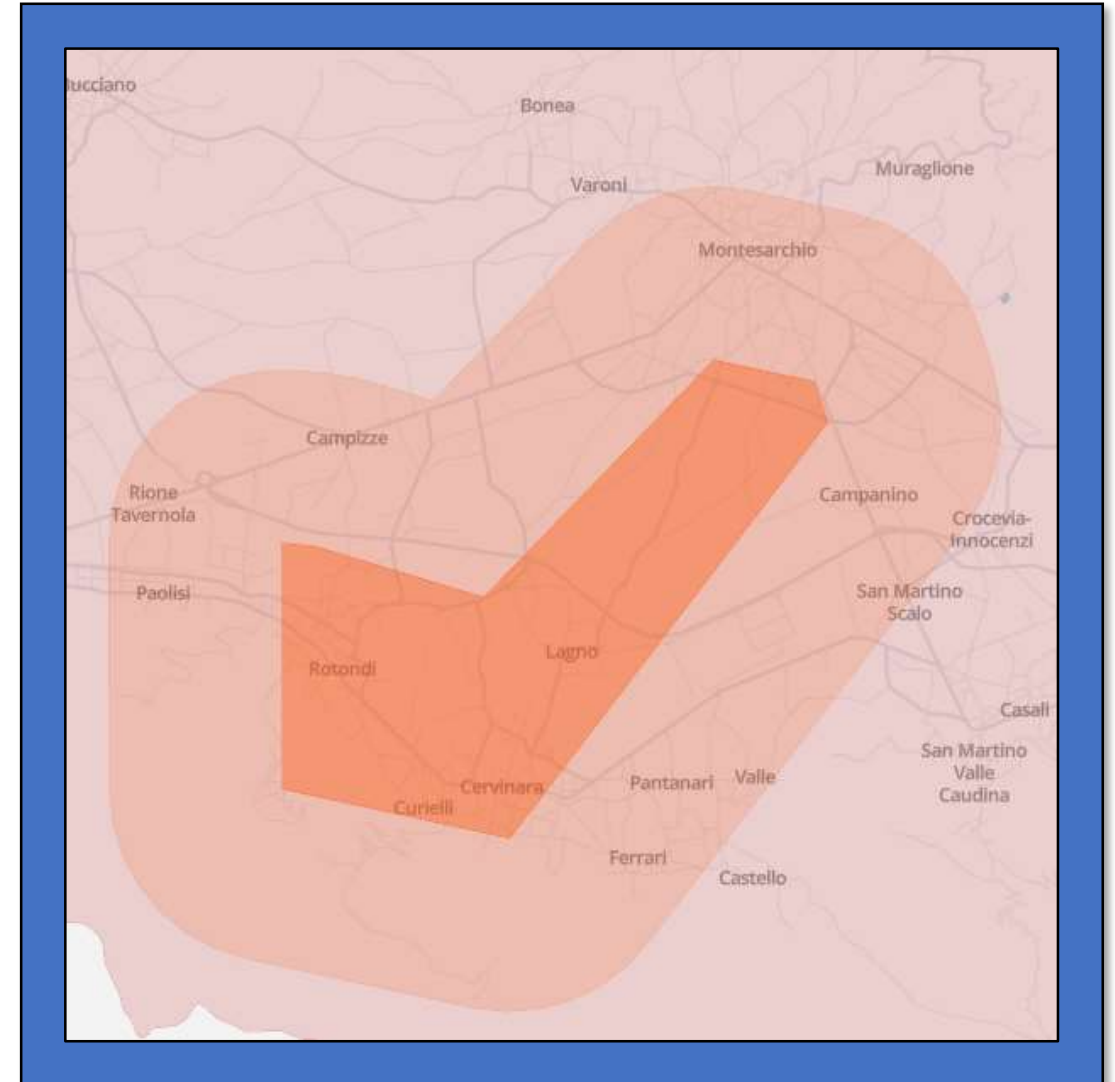 Bonea
Muraglione
Varoni
Montesarchio
Campizze
Rione
Tavernola
Campanino
Crocevia-
Innocenzi
Paolisi
San Martino
Scalo
Lagno
Rotondi
Casali
San Martino
Valle
Caudina
Valle
Pantanari
Cervinara
Curielli
Ferrari
Castello